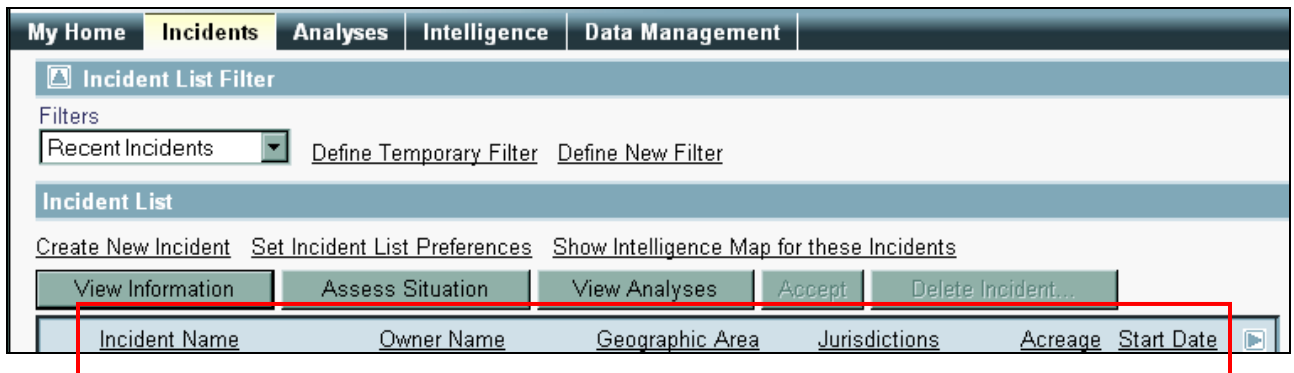 My Home Incidents Analyses Intelligence Data Management
Incident List Filter
Filters
Recent Incidents Define Temporary Filter Define New Filter
Incident List
Create New Incident Set Incident List Preferences Show Intelligence Map for these Incidents
View Information Assess Situation View Analyses Accept Delete Incident...
Incident Name Owner Name Geographic Area Jurisdictions Acreage Start Date